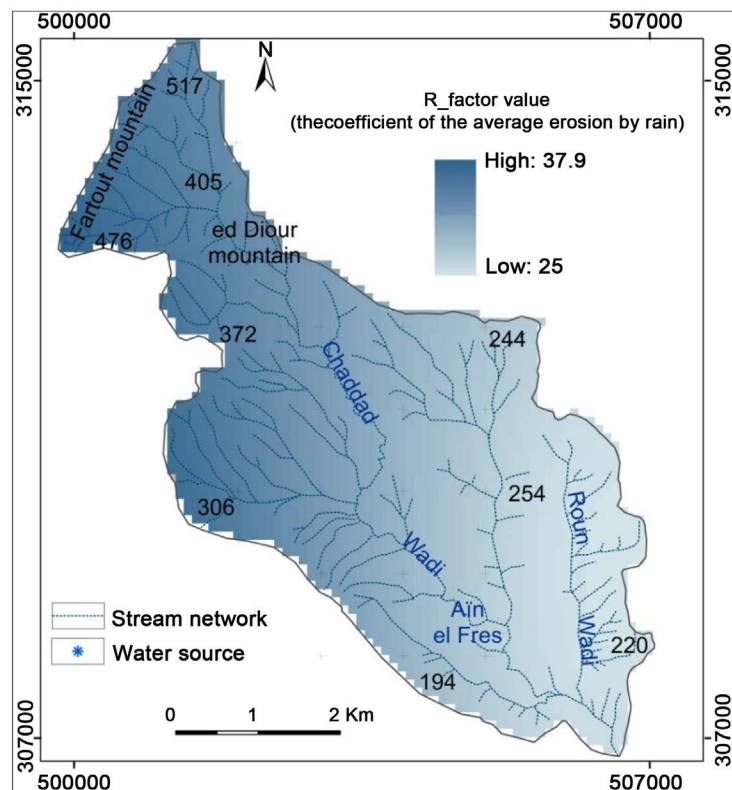 500000
507000
315000
315000
N
517
Fartout mountain
R_factor value
(thecoefficient of the average erosion by rain)
High: 37.9
Low: 25
405
476
ed Diour
mountain
372
244
Chaddad
254
306
Roun
Wadi
Wadi
Aïn
el Fres
220
194
Stream network
Water source
0
1
2 Km
307000
307000
500000
507000